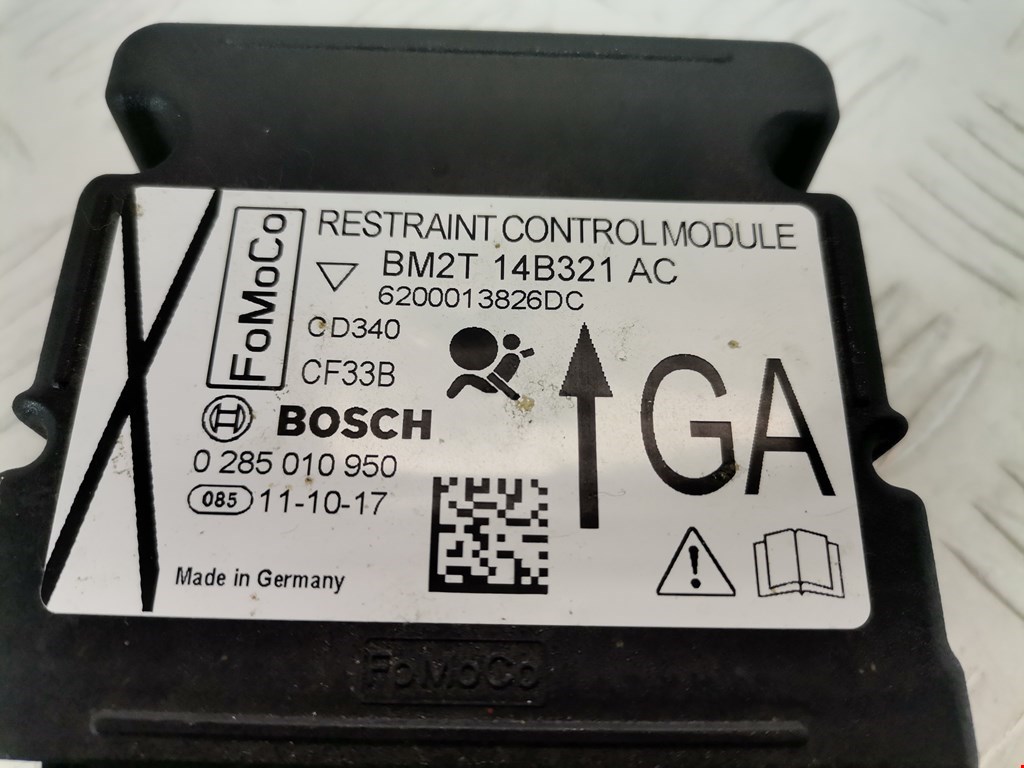 FoMoCo
RESTRAINT CONTROL MODULE
BM2T 14B321 AC
6200013826DC
CD340
CF33B
GA
BOSCH
0 285 010 950
085 11-10-17
Made in Germany
FoMoCo